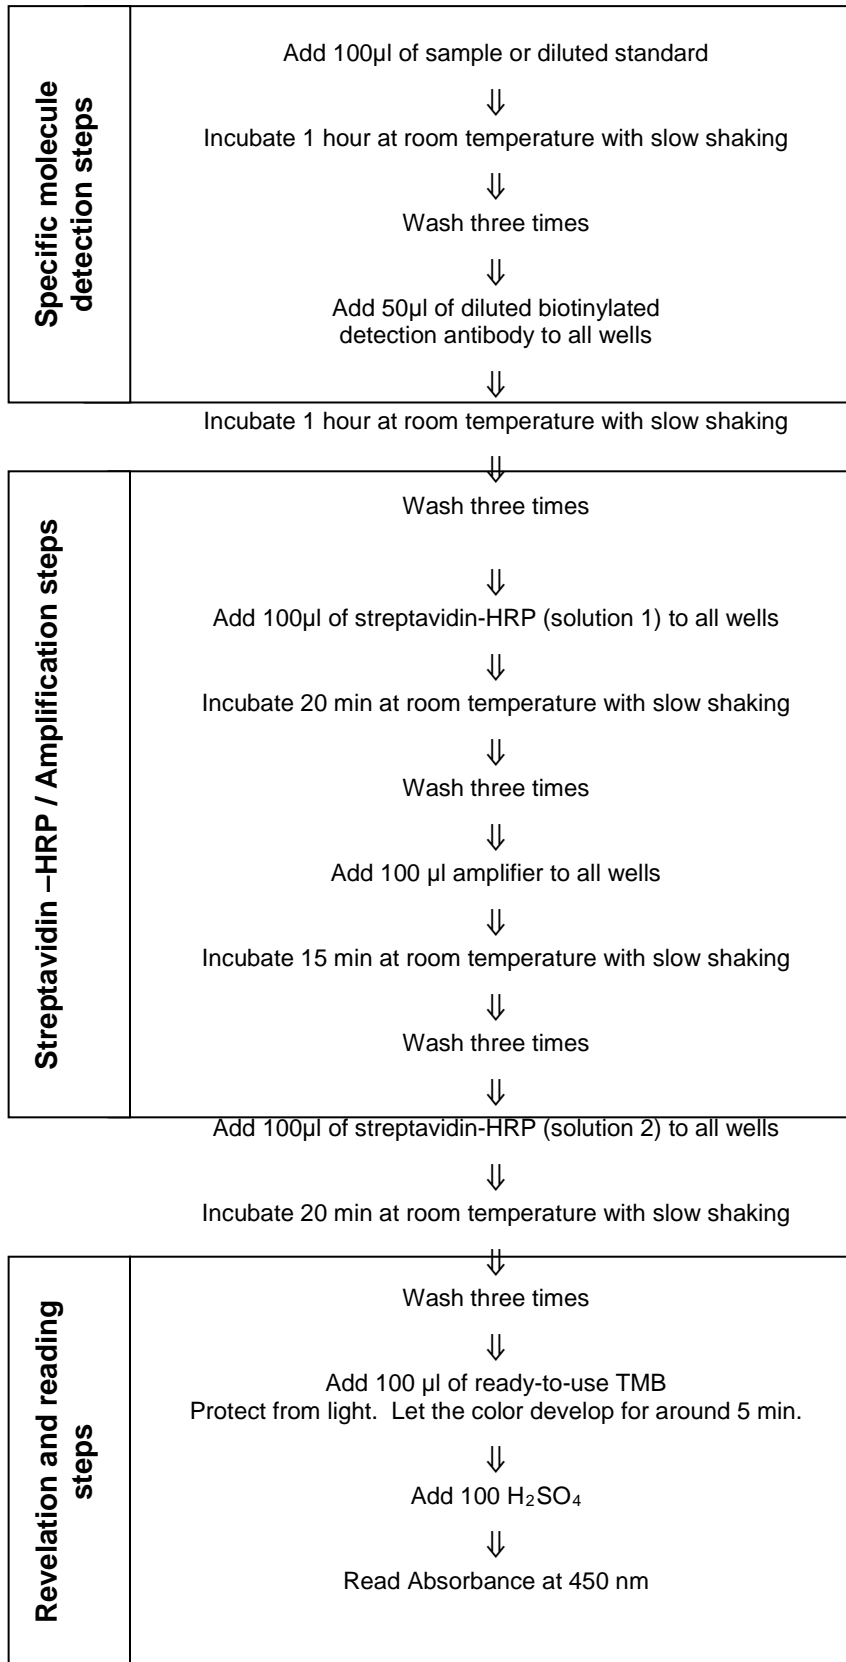 Specific molecule
detection steps
Add 100µl of sample or diluted standard
⇓
Incubate 1 hour at room temperature with slow shaking
⇓
Wash three times
⇓
Add 50µl of diluted biotinylated
detection antibody to all wells
⇓
Incubate 1 hour at room temperature with slow shaking
⇓
Streptavidin –HRP / Amplification steps
Wash three times
⇓
Add 100µl of streptavidin-HRP (solution 1) to all wells
⇓
Incubate 20 min at room temperature with slow shaking
⇓
Wash three times
⇓
Add 100 µl amplifier to all wells
⇓
Incubate 15 min at room temperature with slow shaking
⇓
Wash three times
⇓
Add 100µl of streptavidin-HRP (solution 2) to all wells
⇓
Incubate 20 min at room temperature with slow shaking
⇓
Revelation and reading
steps
Wash three times
⇓
Add 100 µl of ready-to-use TMB
Protect from light. Let the color develop for around 5 min.
⇓
Add 100 H₂SO₄
⇓
Read Absorbance at 450 nm